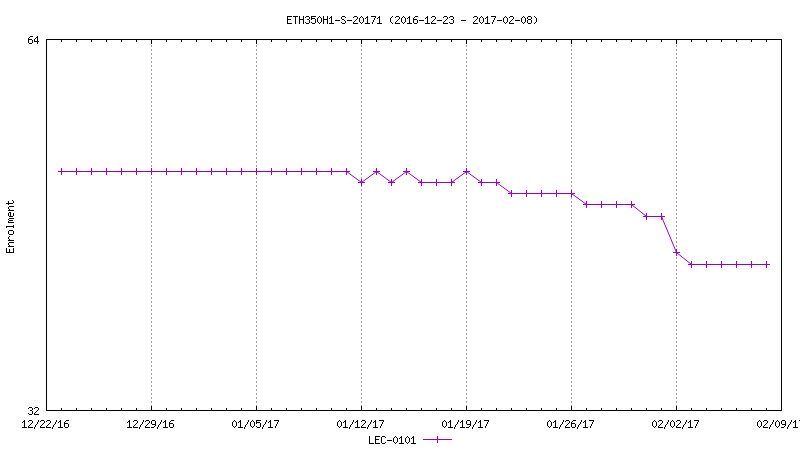 ETH350H1-S-20171 (2016-12-23 - 2017-02-08)
64
Enrolment
32
12/22/16 12/29/16 01/05/17 01/12/17 01/19/17 01/26/17 02/02/17 02/09/1
LEC-0101